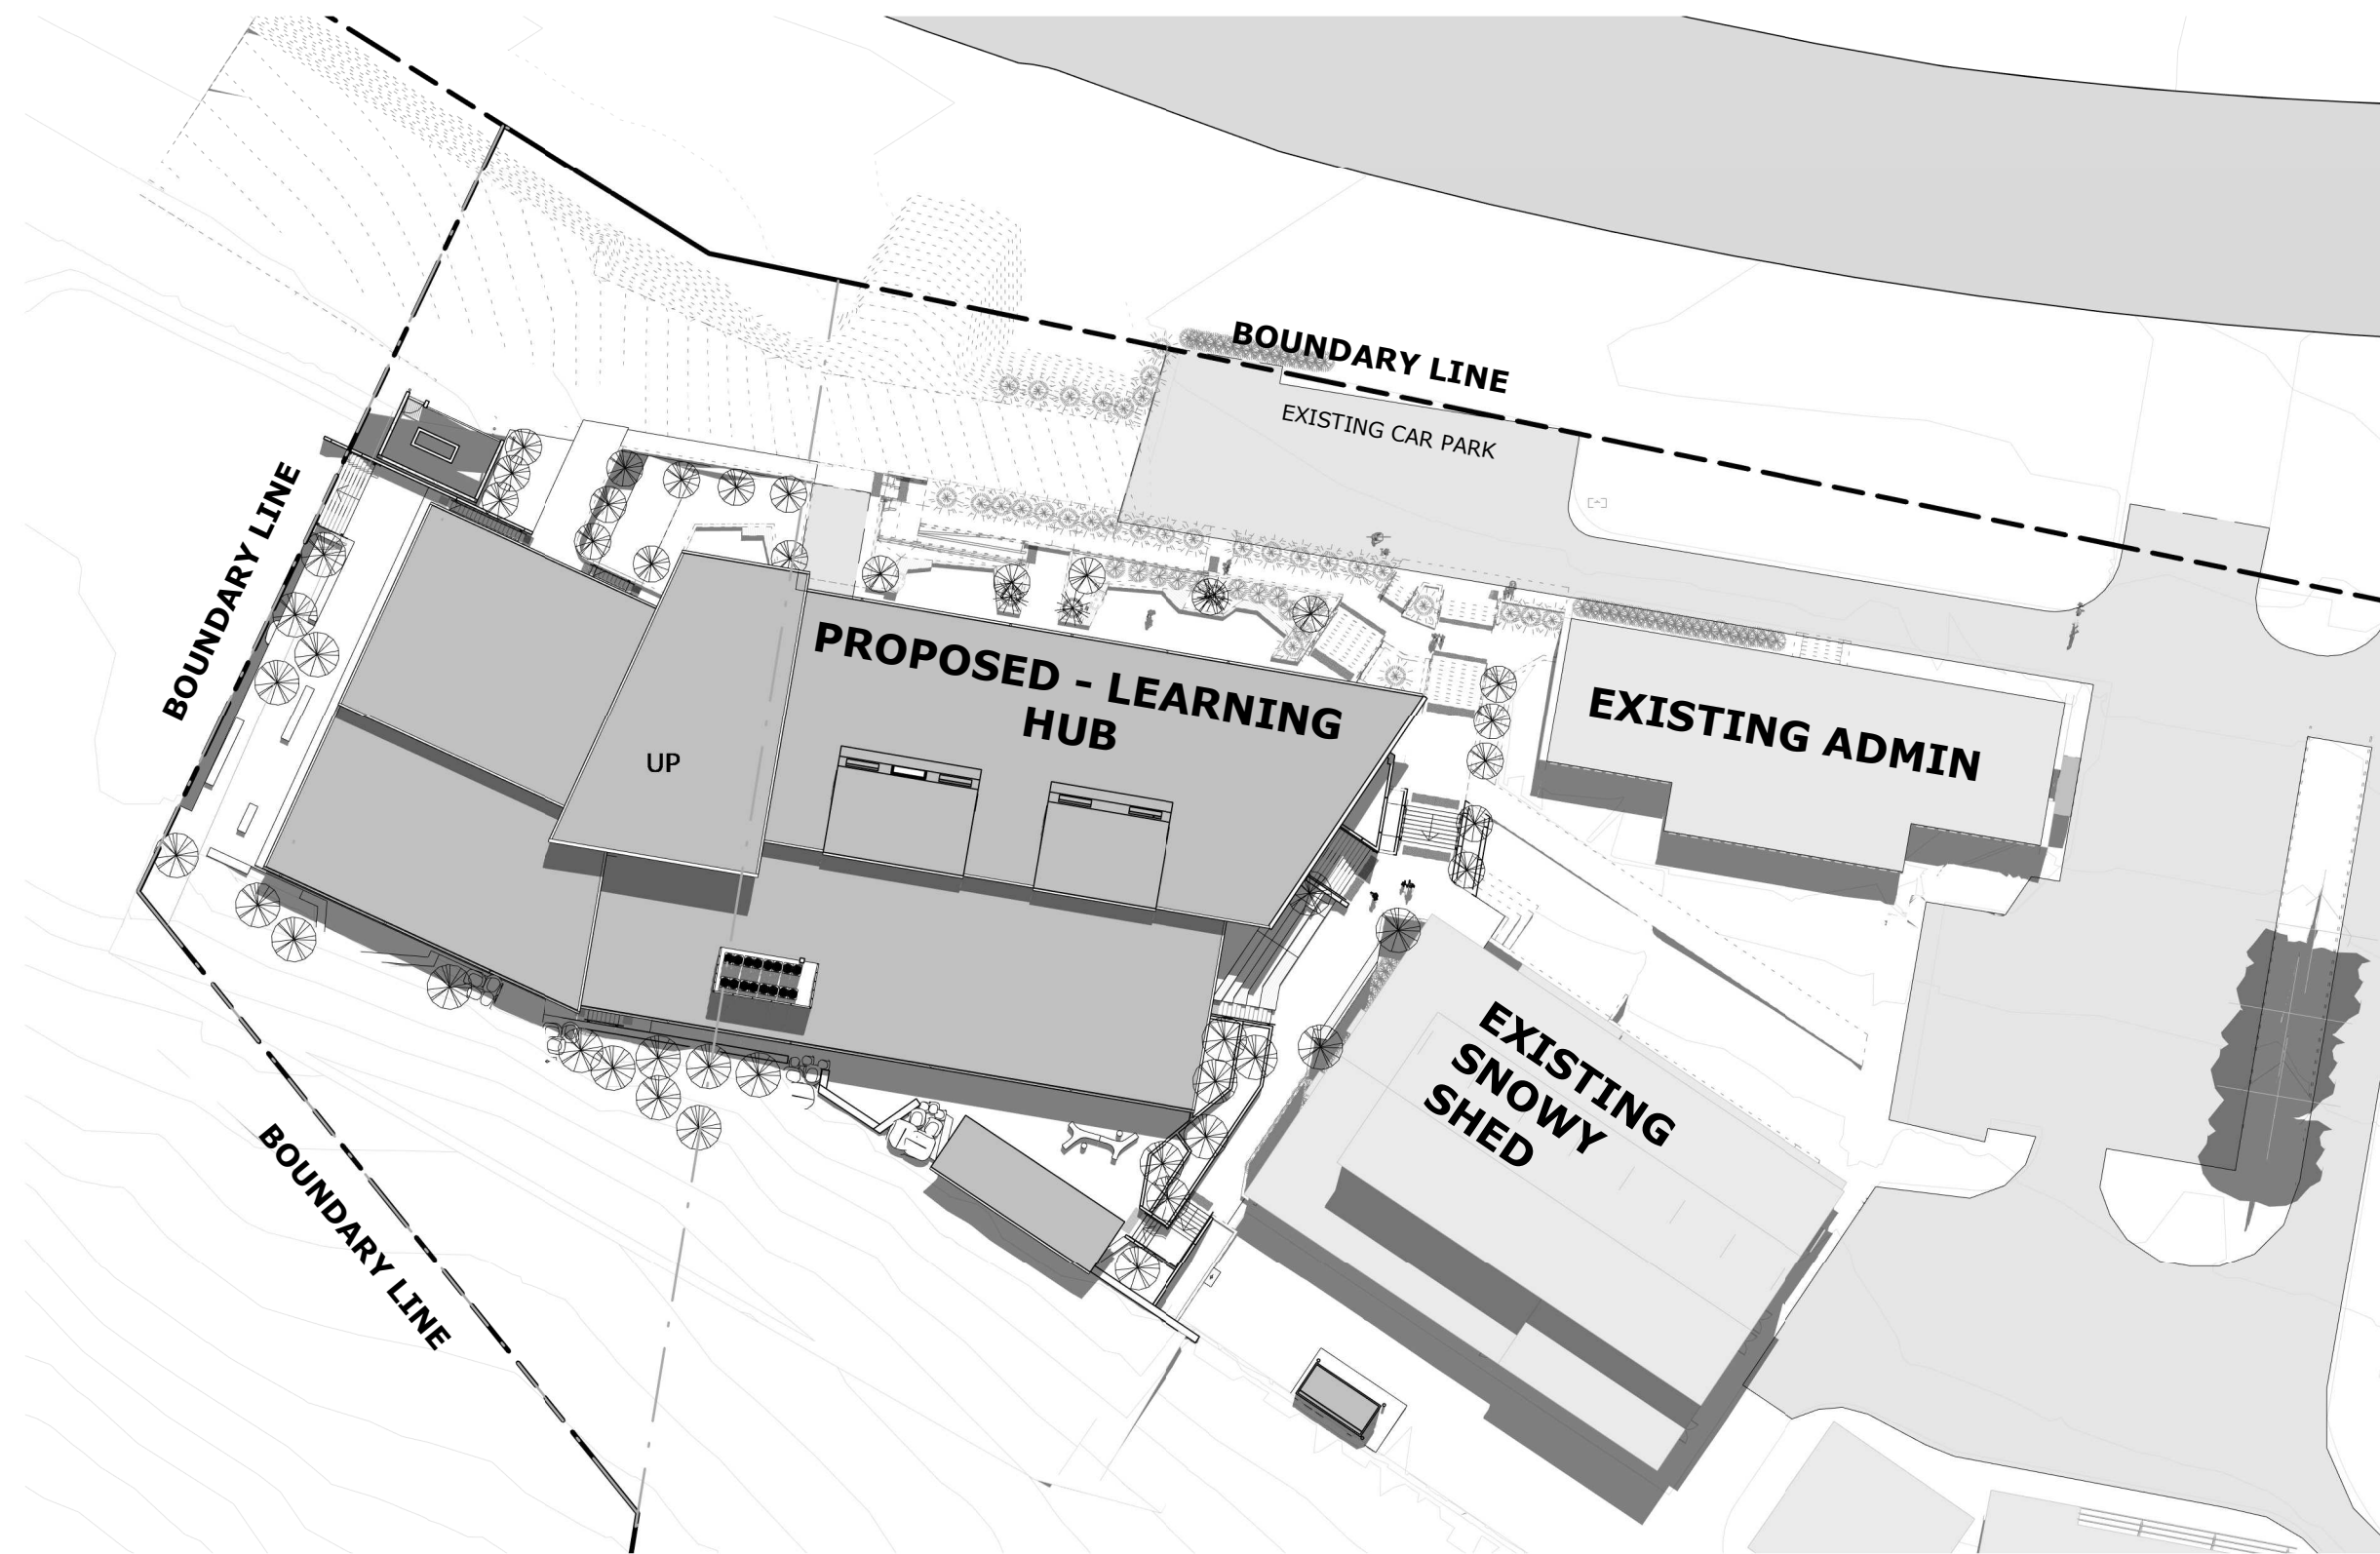 BOUNDARY LINE
EXISTING CAR PARK
BOUNDARY LINE
PROPOSED - LEARNING
HUB
UP
EXISTING ADMIN
EXISTING
SNOWY
SHED
BOUNDARY LINE